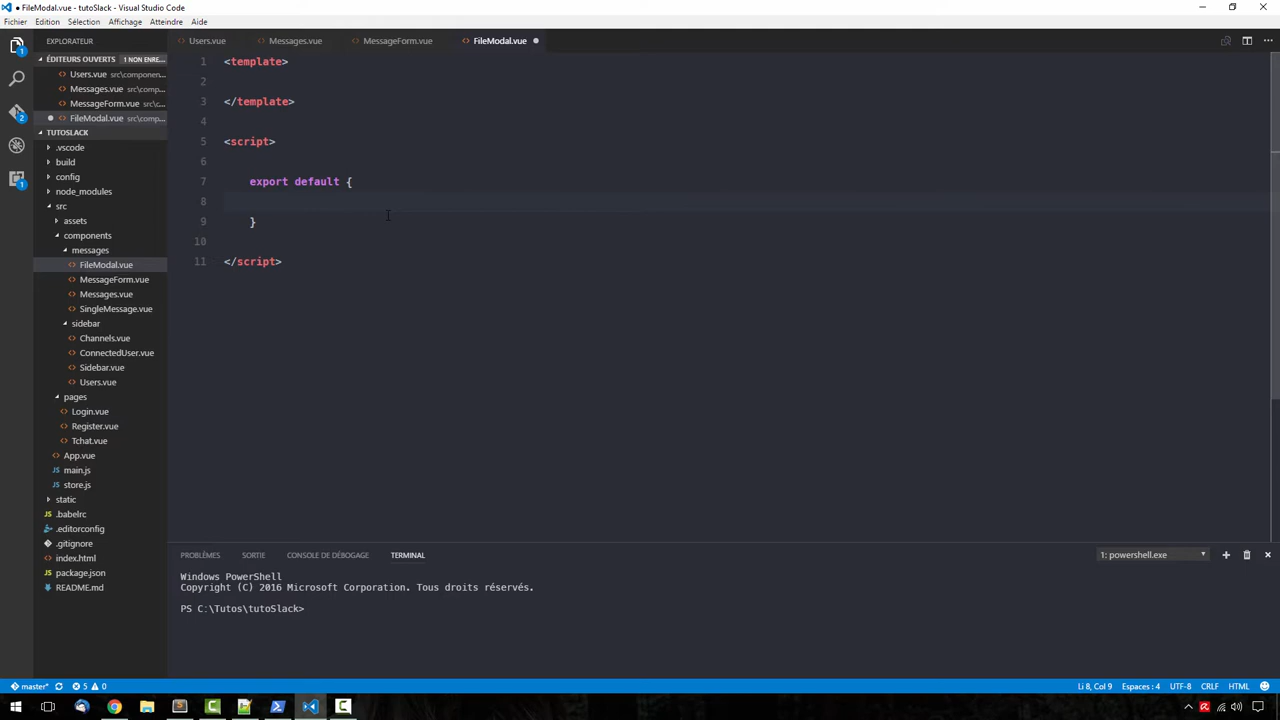 FileModal.vue - tutoSlack - Visual Studio Code
Fichier Edition Sélection Affichage Atteindre Aide
EXPLORATEUR
Users.vue Messages.vue MessageForm.vue FileModal.vue
ÉDITEURS OUVERTS 1 NON ENRE...
Users.vue src\componen...
Messages.vue src\c...
MessageForm.vue src\c...
FileModal.vue src\comp...
TUTOSLACK
.vscode
build
config
node_modules
src
assets
components
messages
FileModal.vue
MessageForm.vue
Messages.vue
SingleMessage.vue
sidebar
Channels.vue
ConnectedUser.vue
Sidebar.vue
Users.vue
pages
Login.vue
Register.vue
Tchat.vue
App.vue
JS main.js
JS store.js
static
.babelrc
.editorconfig
.gitignore
index.html
package.json
README.md
1
2
1
1 <template>
2
3 </template>
4
5 <script>
6
7 export default {
8
9 }
10
11 </script>
PROBLÈMES SORTIE CONSOLE DE DÉBOGAGE TERMINAL 1: powershell.exe
Windows PowerShell
Copyright (C) 2016 Microsoft Corporation. Tous droits réservés.
PS C:\Tutos\tutoSlack>
master* 5 0 Li 8, Col 9 Espaces : 4 UTF-8 CRLF HTML